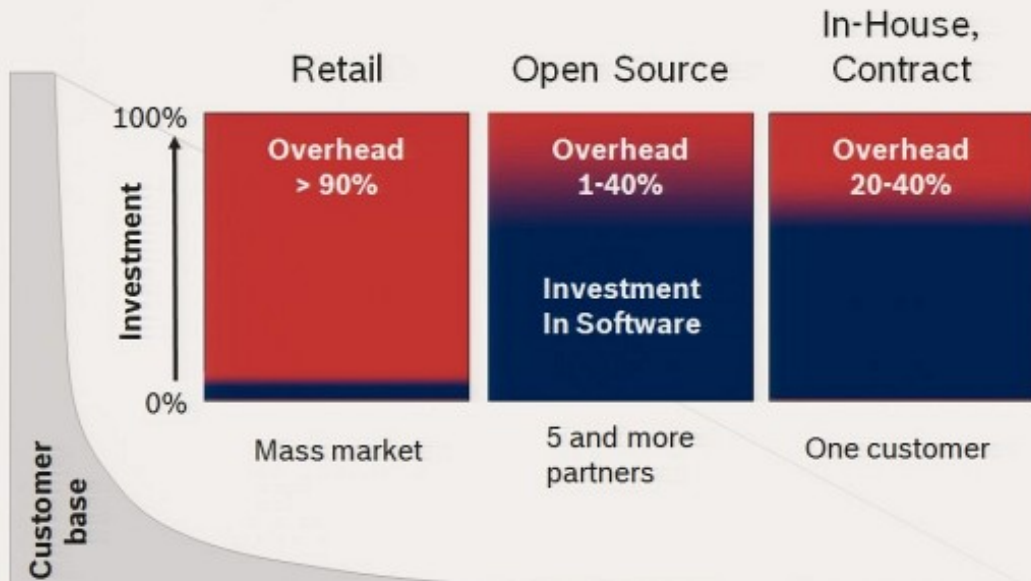 Retail
Open Source
In-House,
Contract
100%
Investment
0%
Overhead
> 90%
Overhead
1-40%
Investment
In Software
Overhead
20-40%
Mass market
5 and more
partners
One customer
Customer
base